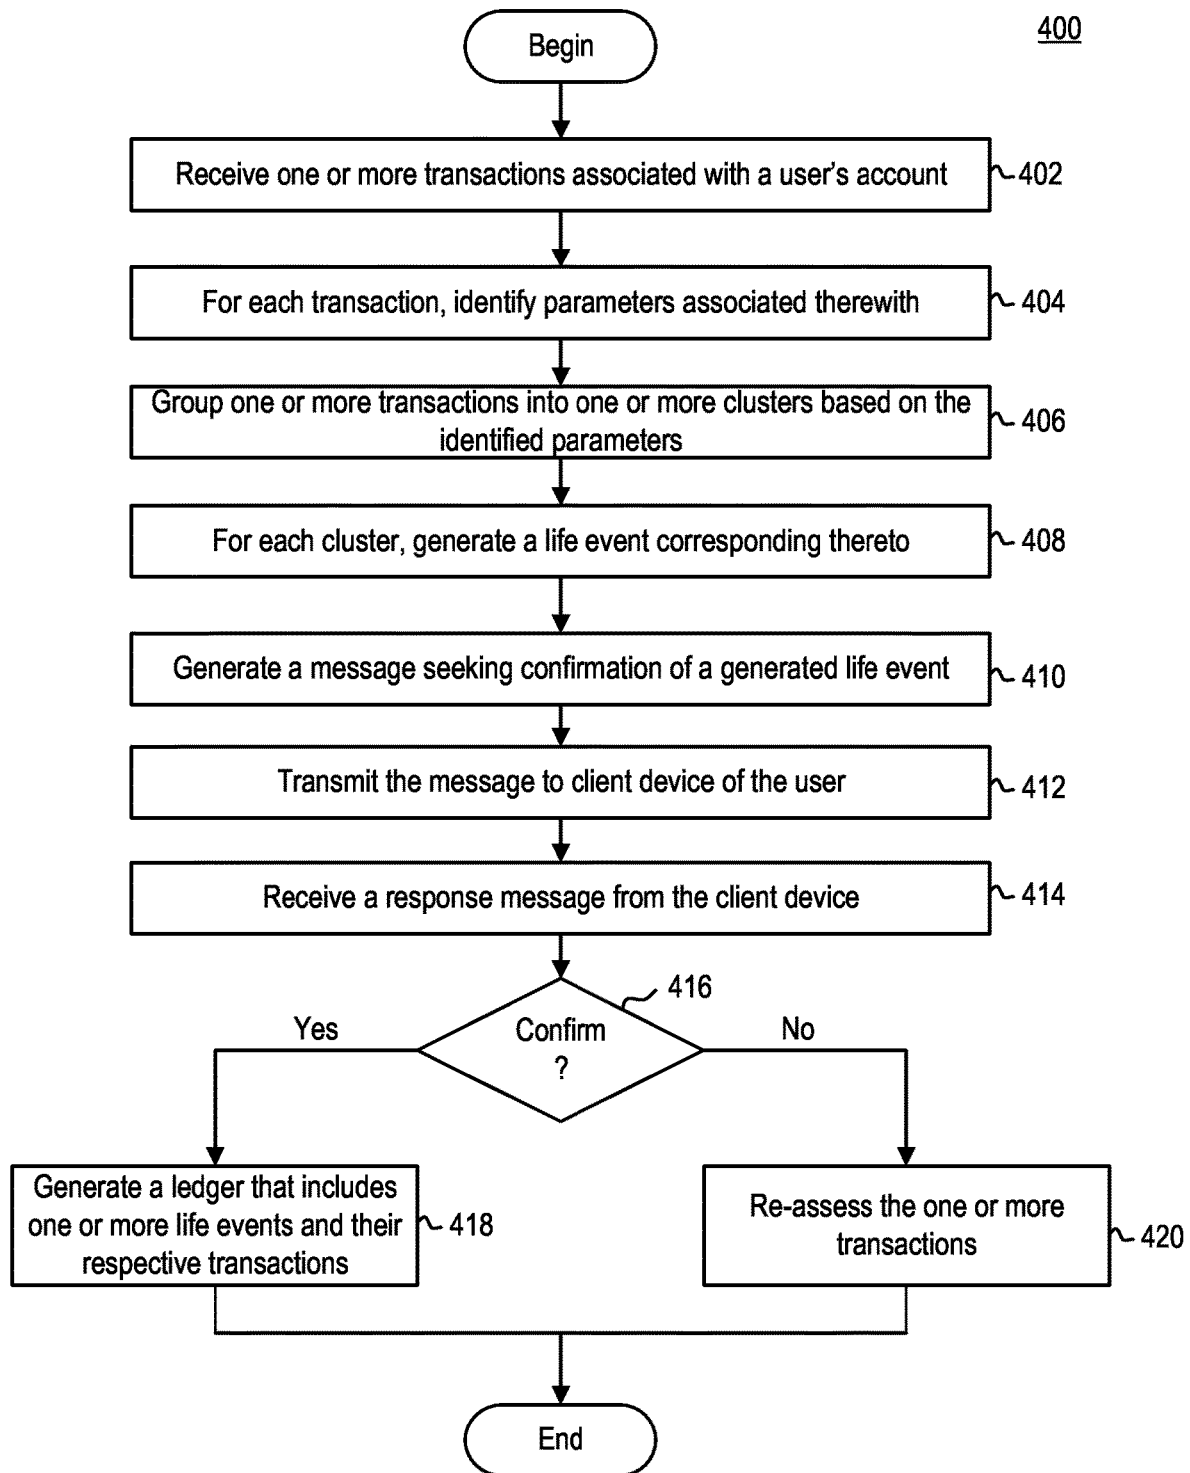 400
Begin
Receive one or more transactions associated with a user's account
402
For each transaction, identify parameters associated therewith
404
Group one or more transactions into one or more clusters based on the
identified parameters
406
For each cluster, generate a life event corresponding thereto
408
Generate a message seeking confirmation of a generated life event
410
Transmit the message to client device of the user
412
Receive a response message from the client device
414
416
Confirm
?
Yes
No
Generate a ledger that includes
one or more life events and their
respective transactions
418
Re-assess the one or more
transactions
420
End